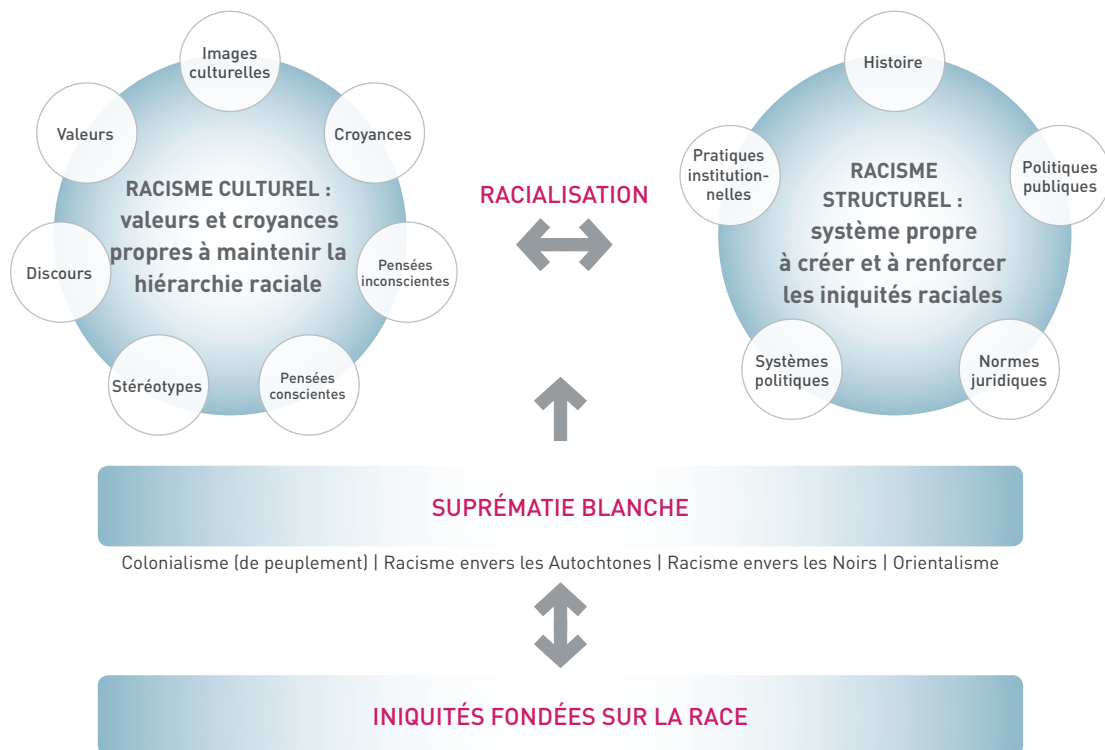 Images
culturelles
Valeurs
Croyances
RACISME CULTUREL :
valeurs et croyances
propres à maintenir la
hiérarchie raciale
Discours
Pensées
inconscientes
Stéréotypes
Pensées
conscientes
RACIALISATION
Histoire
Pratiques
institution-
nelles
Politiques
publiques
RACISME
STRUCTUREL :
système propre
à créer et à renforcer
les iniquités raciales
Systèmes
politiques
Normes
juridiques
SUPRÉMATIE BLANCHE
Colonialisme (de peuplement) | Racisme envers les Autochtones | Racisme envers les Noirs | Orientalisme
INIQUITÉS FONDÉES SUR LA RACE